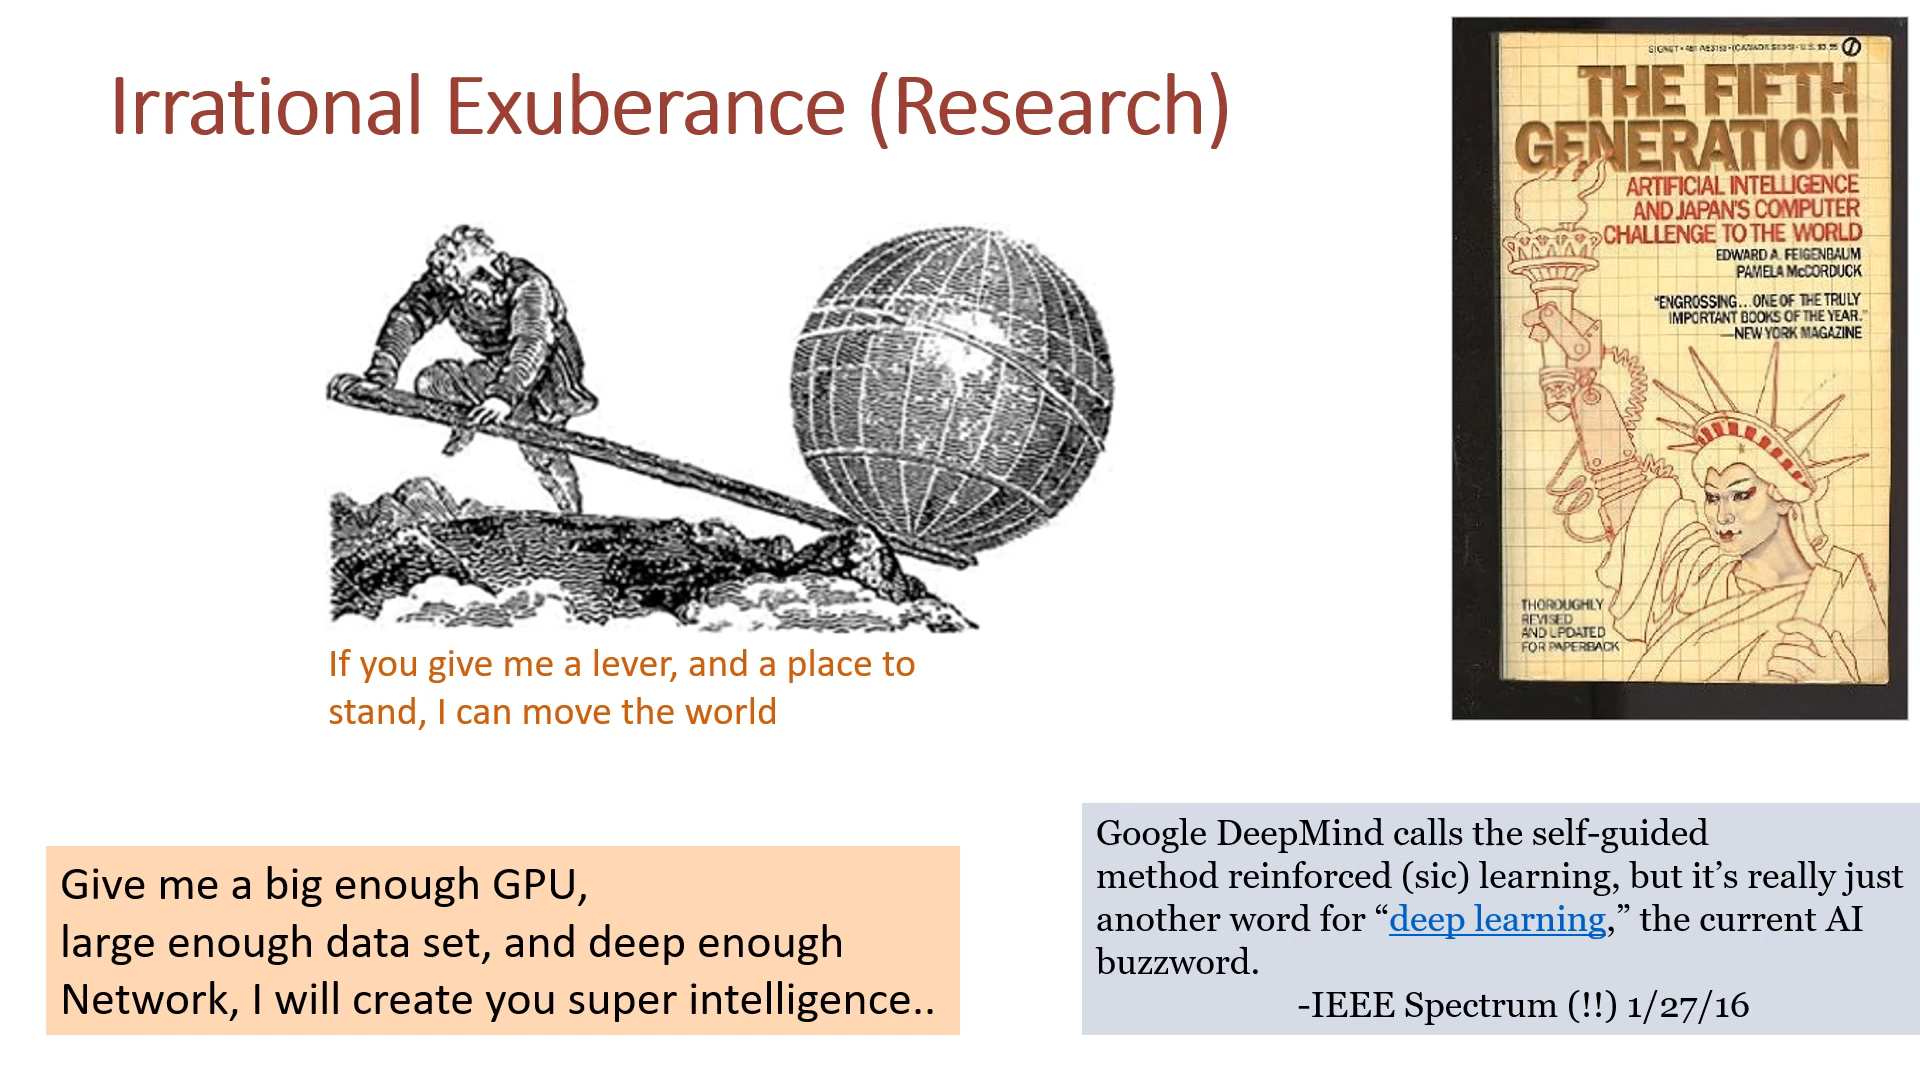 Irrational Exuberance (Research)
THE FIFTH
GENERATION
ARTIFICIAL INTELLIGENCE
AND JAPAN'S COMPUTER
CHALLENGE TO THE WORLD
EDWARD A. FEIGENBAUM
PAMELA McCORDUCK
"ENGROSSING...ONE OF THE TRULY
IMPORTANT BOOKS OF THE YEAR."
—NEW YORK MAGAZINE
THOROUGHLY
REVISED
AND UPDATED
FOR PAPERBACK
If you give me a lever, and a place to
stand, I can move the world
Give me a big enough GPU,
large enough data set, and deep enough
Network, I will create you super intelligence..
Google DeepMind calls the self-guided
method reinforced (sic) learning, but it's really just
another word for “deep learning,” the current AI
buzzword.
-IEEE Spectrum (!!) 1/27/16